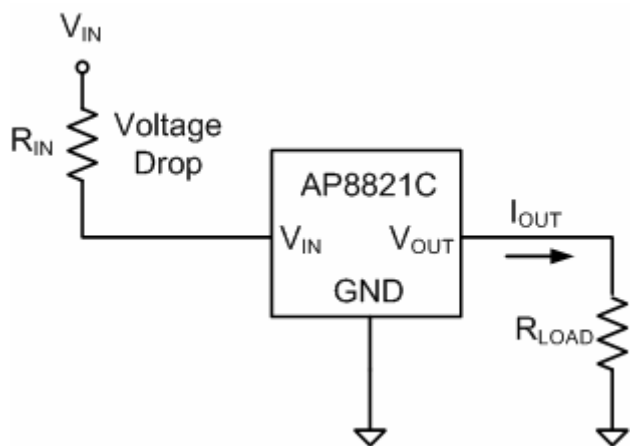 VIN
RIN
Voltage
Drop
AP8821C
VIN
VOUT
IOUT
GND
RLOAD